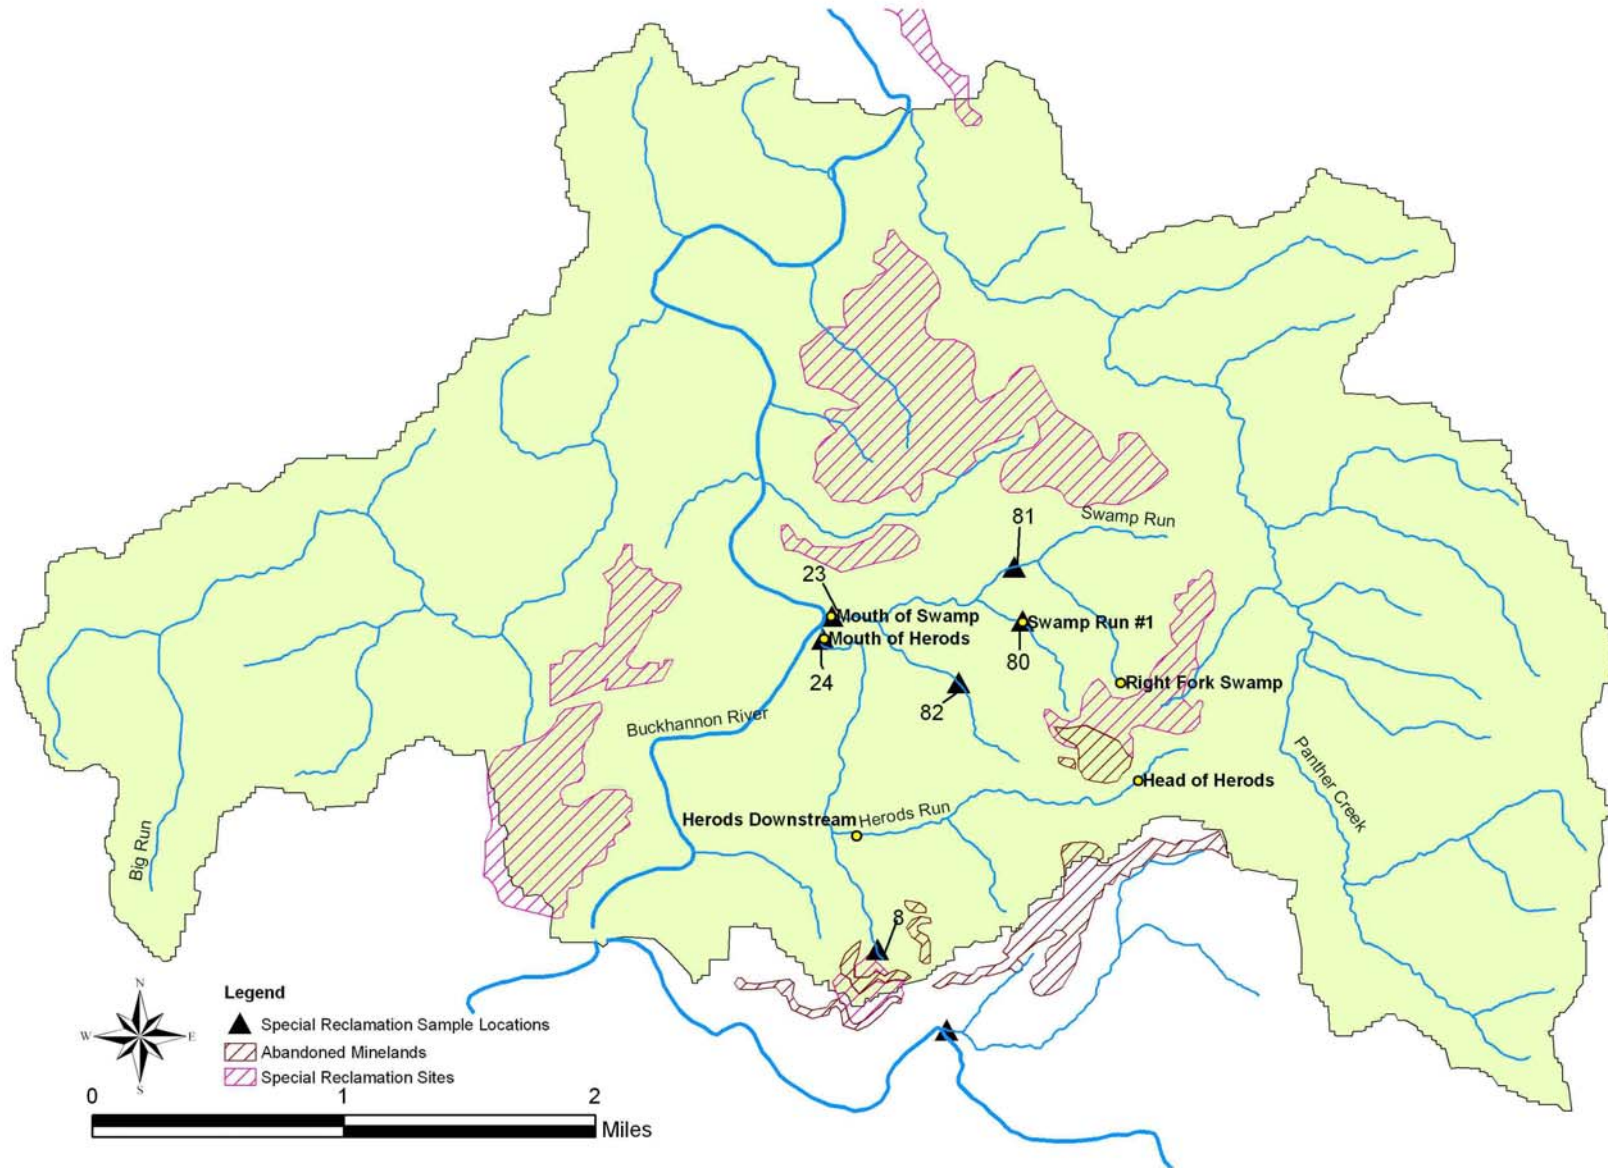 81
Swamp Run
23
Mouth of Swamp
Swamp Run #1
Mouth of Herods
80
24
Right Fork Swamp
82
Buckhannon River
Panther Creek
Head of Herods
Herods Downstream
Herods Run
Big Run
8
N
W
E
S
Legend
Special Reclamation Sample Locations
Abandoned Minelands
Special Reclamation Sites
0
1
2
Miles